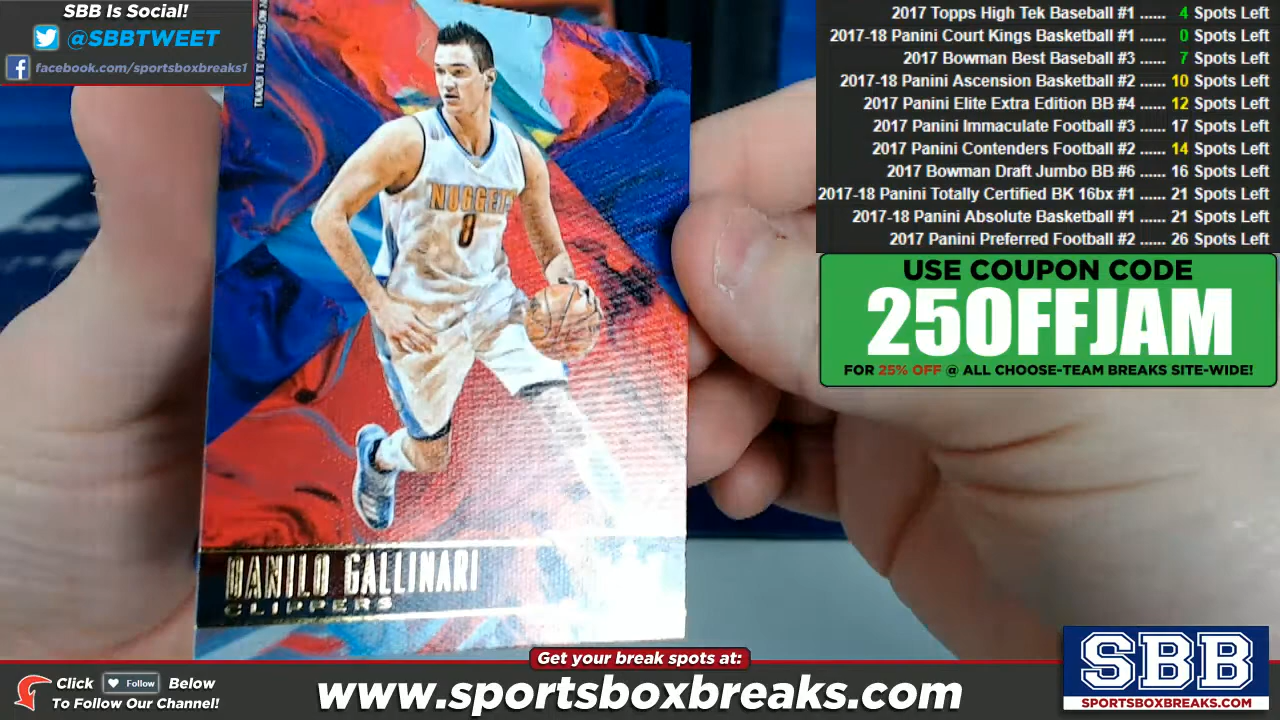 SBB Is Social!
@SBBTWEET
facebook.com/sportsboxbreaks1
2017 Topps High Tek Baseball #1 ...... 4 Spots Left
2017-18 Panini Court Kings Basketball #1 ...... 0 Spots Left
2017 Bowman Best Baseball #3 ...... 7 Spots Left
2017-18 Panini Ascension Basketball #2 ...... 10 Spots Left
2017 Panini Elite Extra Edition BB #4 ...... 12 Spots Left
2017 Panini Immaculate Football #3 ...... 17 Spots Left
2017 Panini Contenders Football #2 ...... 14 Spots Left
2017 Bowman Draft Jumbo BB #6 ...... 16 Spots Left
2017-18 Panini Totally Certified BK 16bx #1 ...... 21 Spots Left
2017-18 Panini Absolute Basketball #1 ...... 21 Spots Left
2017 Panini Preferred Football #2 ...... 26 Spots Left
USE COUPON CODE
25OFFJAM
FOR 25% OFF @ ALL CHOOSE-TEAM BREAKS SITE-WIDE!
TRADED TO CLIPPERS ON
NUGGETS
8
DANILO GALLINARI
CLIPPERS
Get your break spots at:
Click Follow Below
To Follow Our Channel!
www.sportsboxbreaks.com
SBB
SPORTSBOXBREAKS.COM